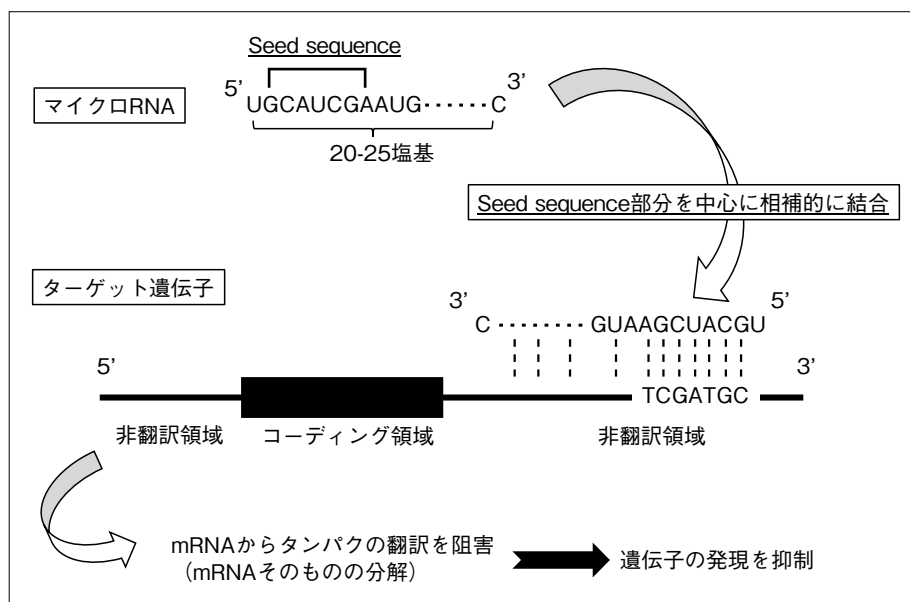 Seed sequence
5’ 3’
マイクロRNA UGCAUCGAAUG······C
20-25塩基
Seed sequence部分を中心に相補的に結合
ターゲット遺伝子
3’ 5’
C········GUAAGCUACGU
5’ 3’
TCGATGC
非翻訳領域 コーディング領域 非翻訳領域
mRNAからタンパクの翻訳を阻害
（mRNAそのものの分解）
遺伝子の発現を抑制